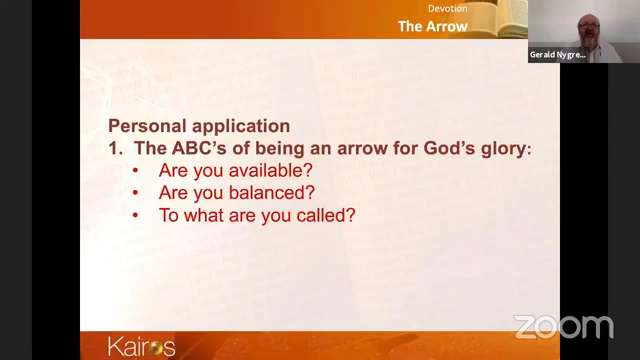 Devotion
The Arrow
Gerald Nygre...
Personal application
1. The ABC's of being an arrow for God's glory:
• Are you available?
• Are you balanced?
• To what are you called?
Kairos
zoom